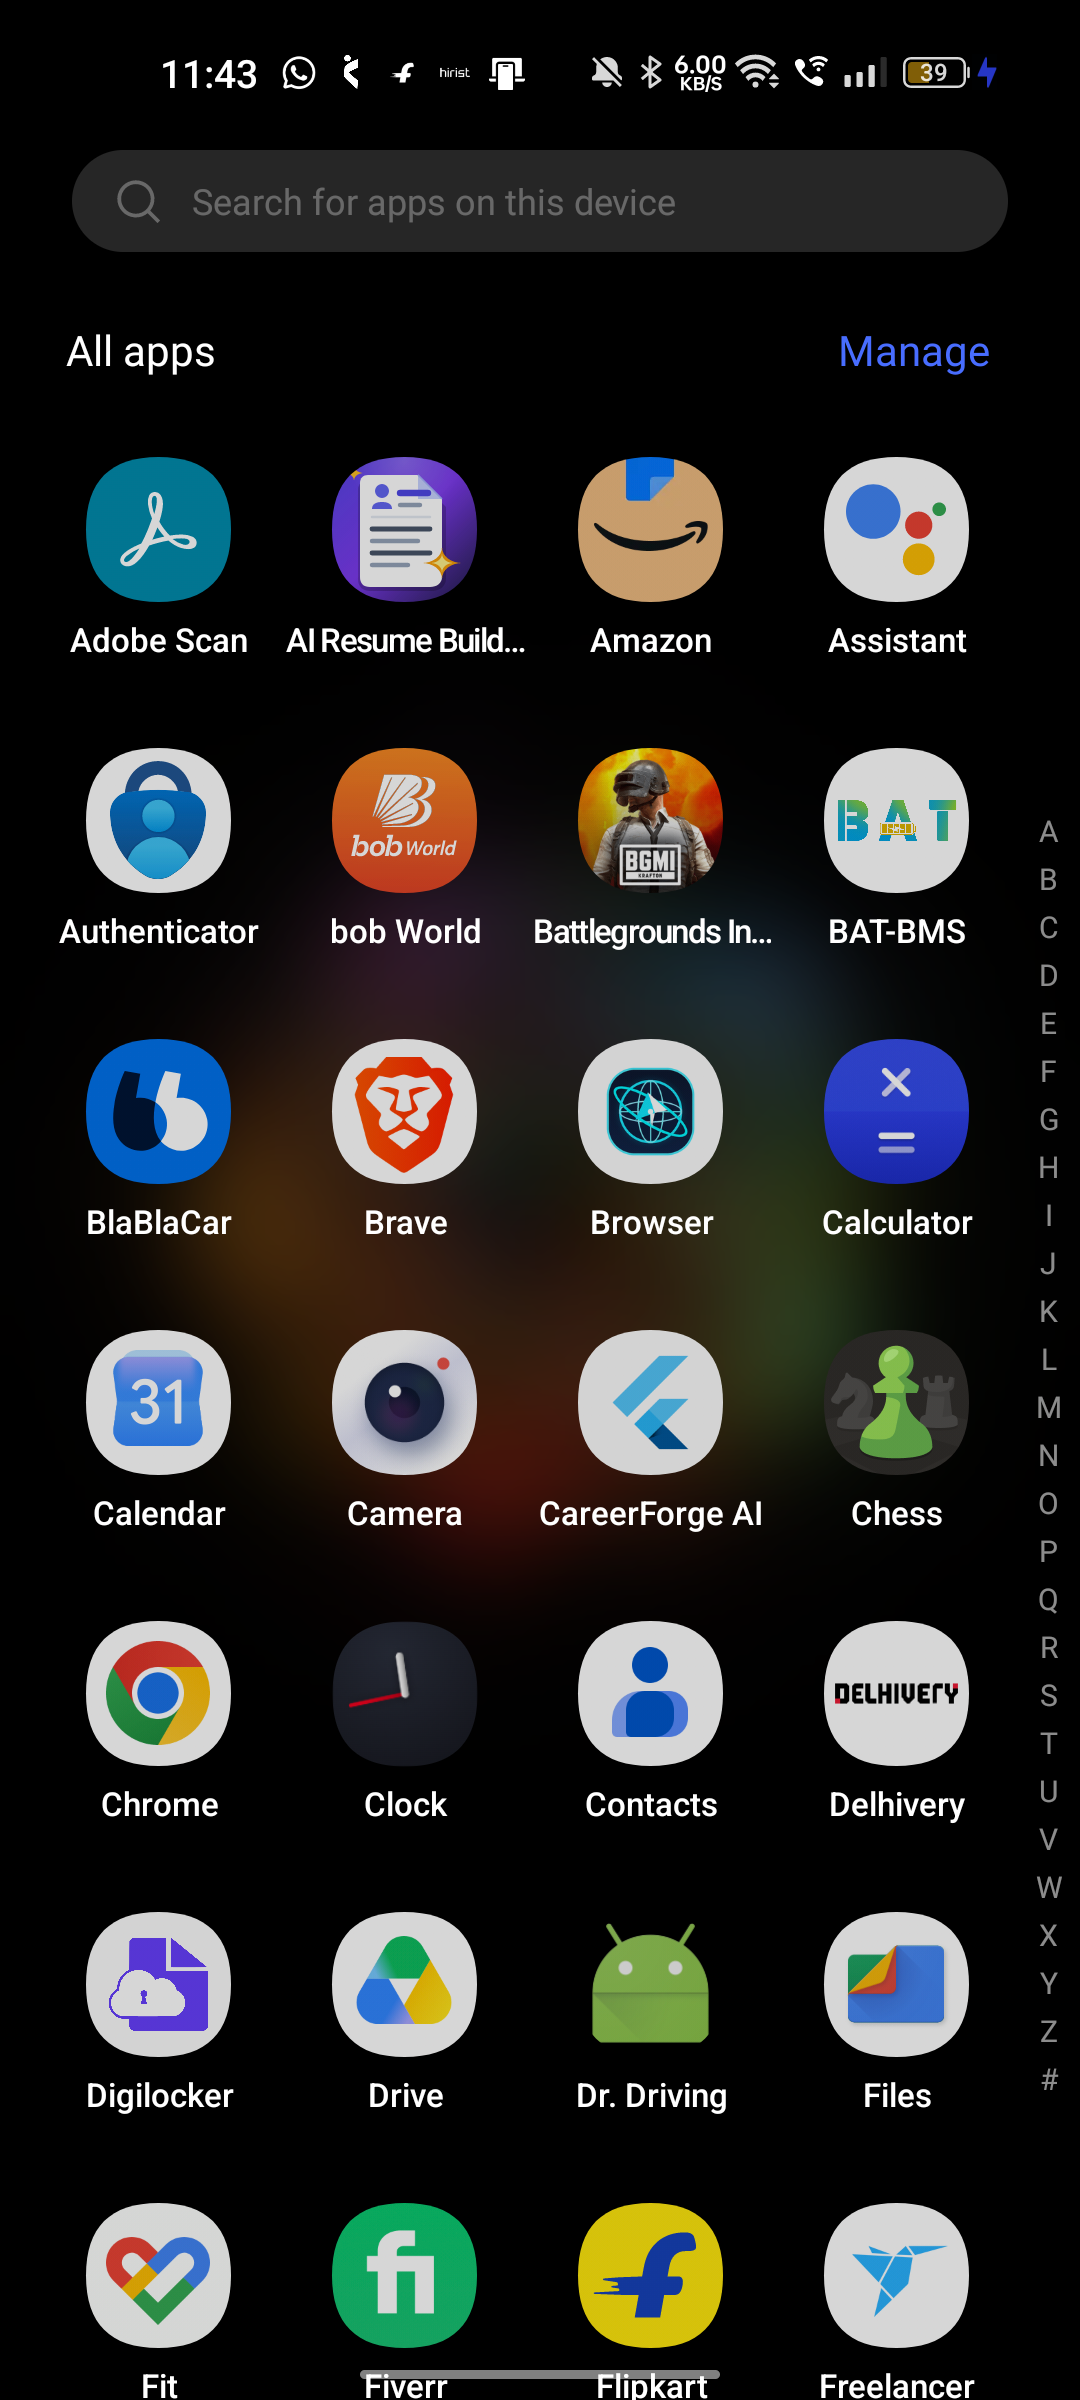 11:43 hirist 6.00 KB/S 39
Search for apps on this device
All apps Manage
Adobe Scan AI Resume Build... Amazon Assistant
bob World BGMI KRAFTON BAT
Authenticator bob World Battlegrounds In... BAT-BMS
BlaBlaCar Brave Browser Calculator
31
Calendar Camera CareerForge AI Chess
DELHIVERY
Chrome Clock Contacts Delhivery
Digilocker Drive Dr. Driving Files
fi f
Fit Fiverr Flipkart Freelancer
A
B
C
D
E
F
G
H
I
J
K
L
M
N
O
P
Q
R
S
T
U
V
W
X
Y
Z
#